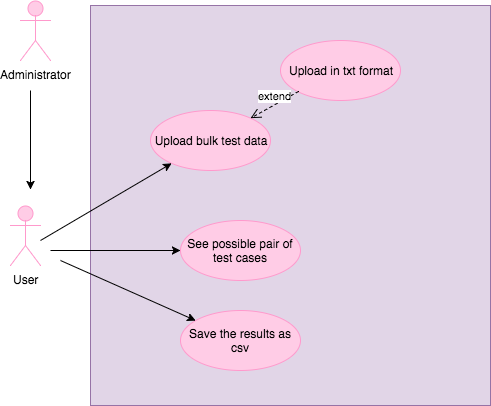 Administrator
Upload in txt format
extend
Upload bulk test data
See possible pair of
test cases
User
Save the results as
csv